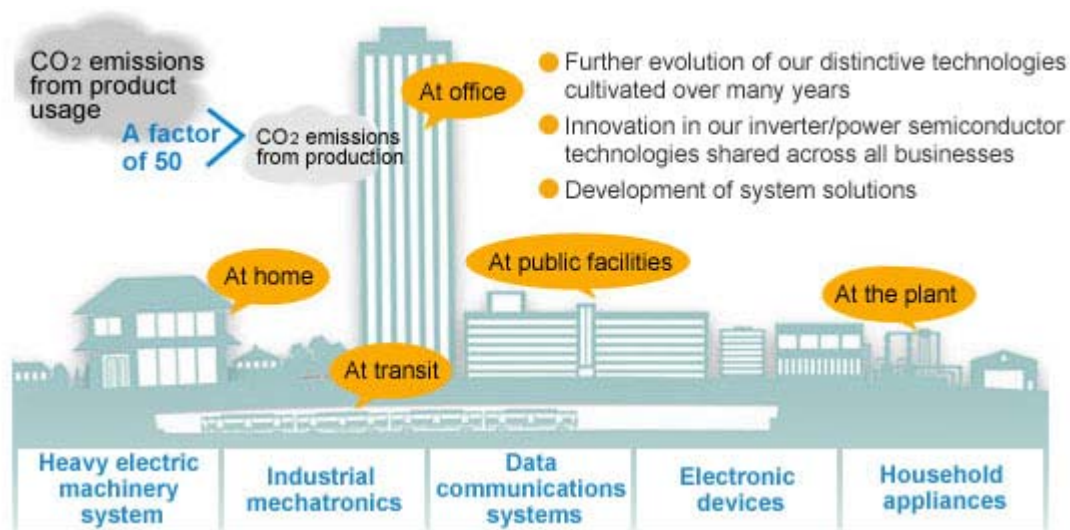 CO2 emissions
from product
usage
A factor
of 50
CO2 emissions
from production
At office
Further evolution of our distinctive technologies
cultivated over many years
Innovation in our inverter/power semiconductor
technologies shared across all businesses
Development of system solutions
At home
At public facilities
At the plant
At transit
Heavy electric
machinery
system
Industrial
mechatronics
Data
communications
systems
Electronic
devices
Household
appliances